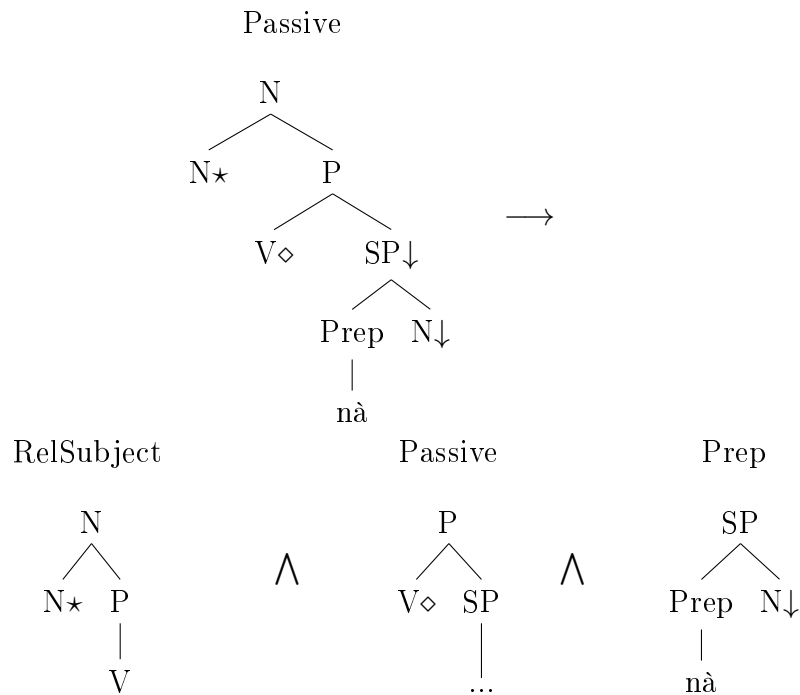 Passive
N
N⋆ P
V⋄ SP↓ ⟶
Prep N↓
nà
RelSubject Passive Prep
N P SP
N⋆ P ∧ V⋄ SP ∧ Prep N↓
V ... nà